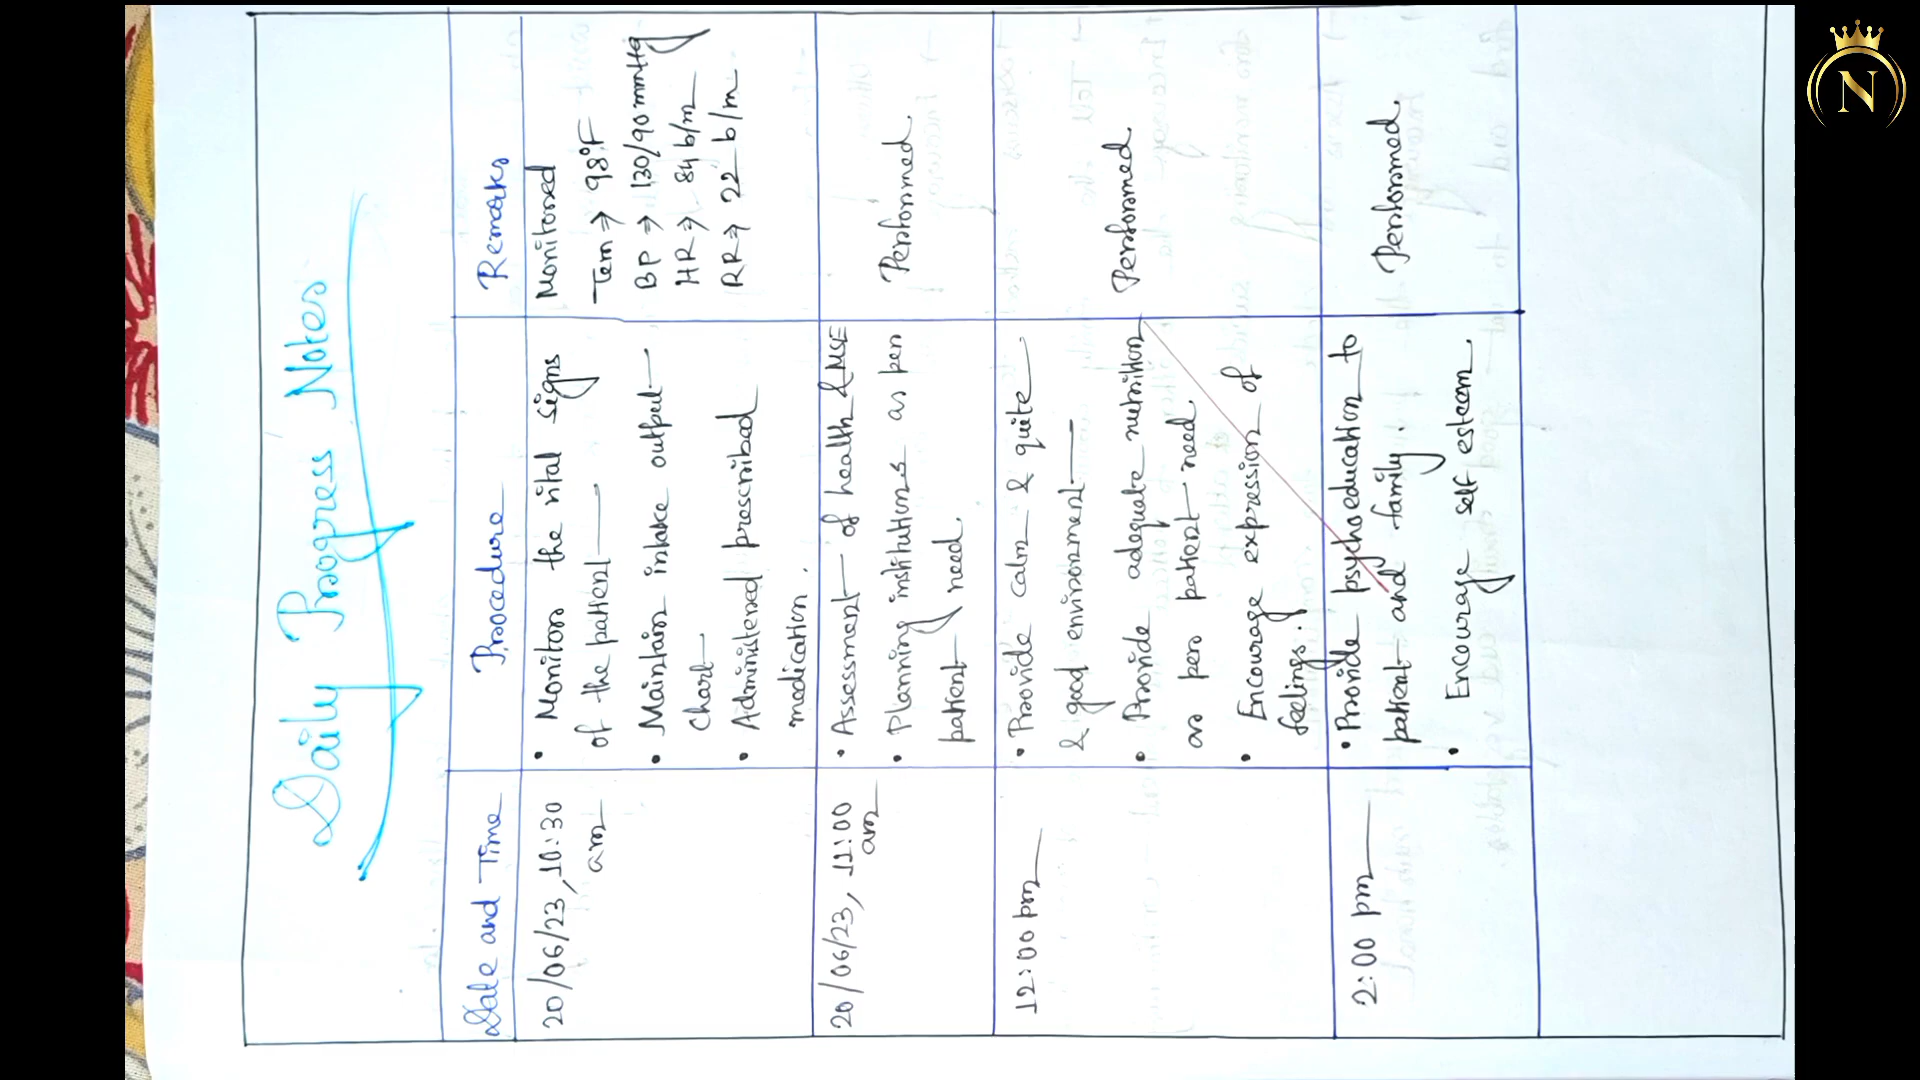 Daily Progress Notes
Date and Time
Procedure
Remarks
20/06/23, 10:30
am
• Monitor the vital signs
of the patient
• Maintain intake output
chart
• Administered prescribed
medication.
Monitored
Tem ⇒ 98°F
BP ⇒ 130/90 mmHg
HR ⇒ 84 b/m
RR ⇒ 22 b/m
20/06/23, 11:00
am
• Assessment of health & MSE
• Planning institutions as per
patient need.
Performed.
12:00 pm
• Provide calm & quite
& good environment
• Provide adequate nutrition
as per patient need.
• Encourage expression of
feelings.
Performed.
2:00 pm
• Provide psychoeducation to
patient and family.
• Encourage self esteem.
Performed.
N